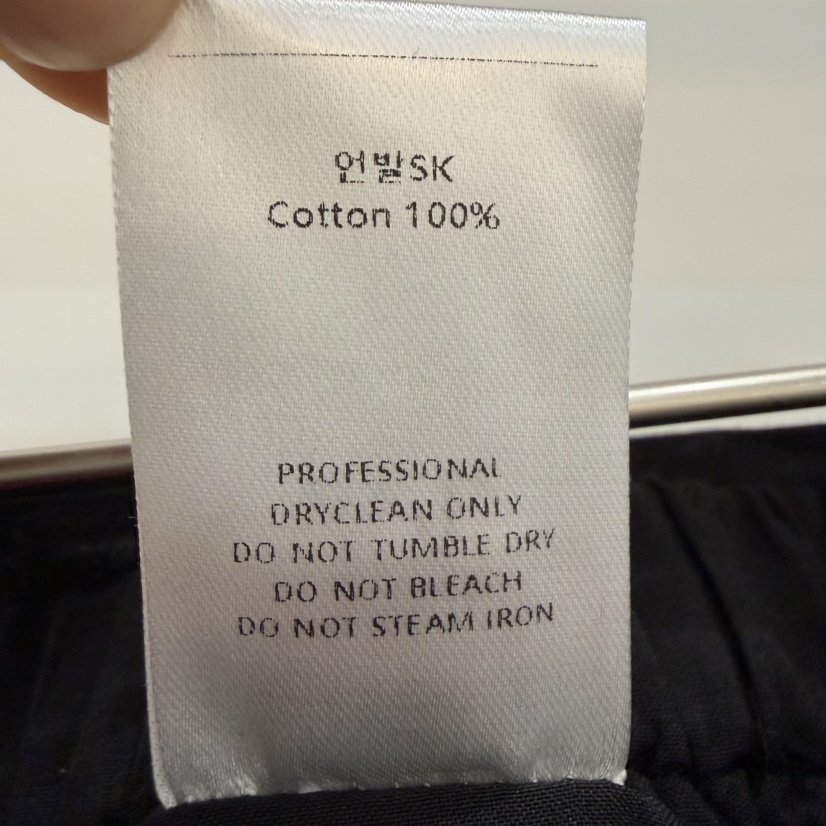 언발SK
Cotton 100%
PROFESSIONAL
DRYCLEAN ONLY
DO NOT TUMBLE DRY
DO NOT BLEACH
DO NOT STEAM IRON